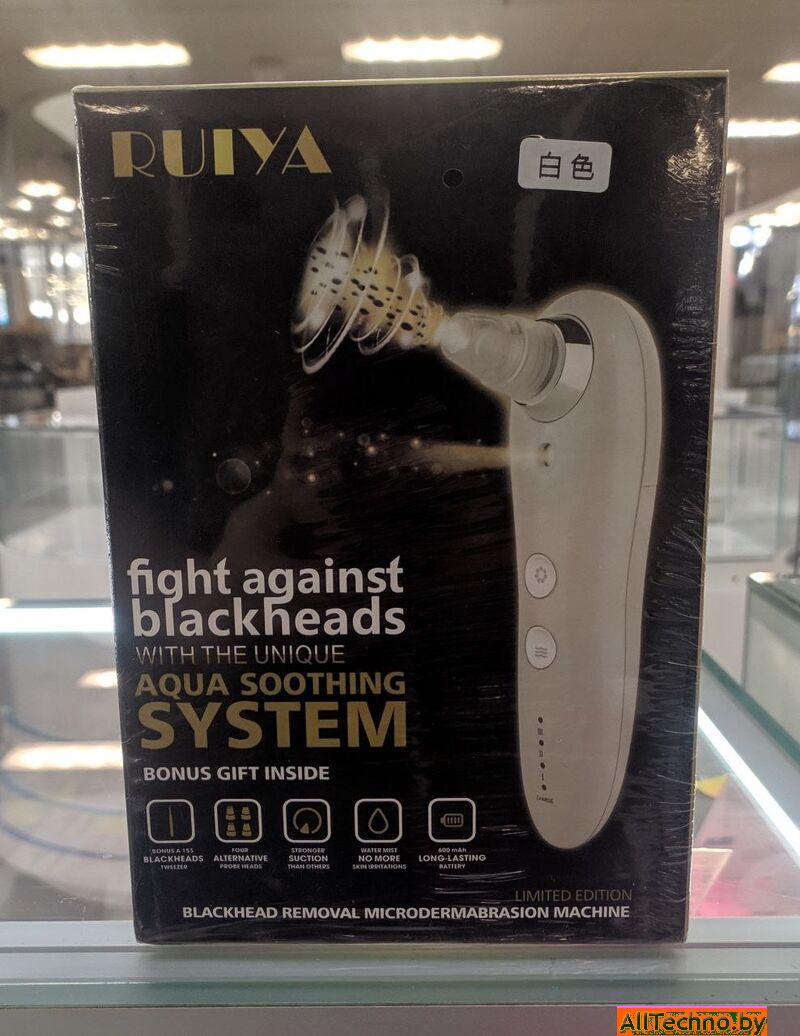 RUIYA
白色
fight against
blackheads
WITH THE UNIQUE
AQUA SOOTHING
SYSTEM
BONUS GIFT INSIDE
BONUS A 15$
BLACKHEADS
TWEEZER
FOUR
ALTERNATIVE
PROBE HEADS
STRONGER
SUCTION
THAN OTHERS
WATER MIST
NO MORE
SKIN IRRITATIONS
600 mAh
LONG-LASTING
BATTERY
CHARGE
LIMITED EDITION
BLACKHEAD REMOVAL MICRODERMABRASION MACHINE
AllTechno.by